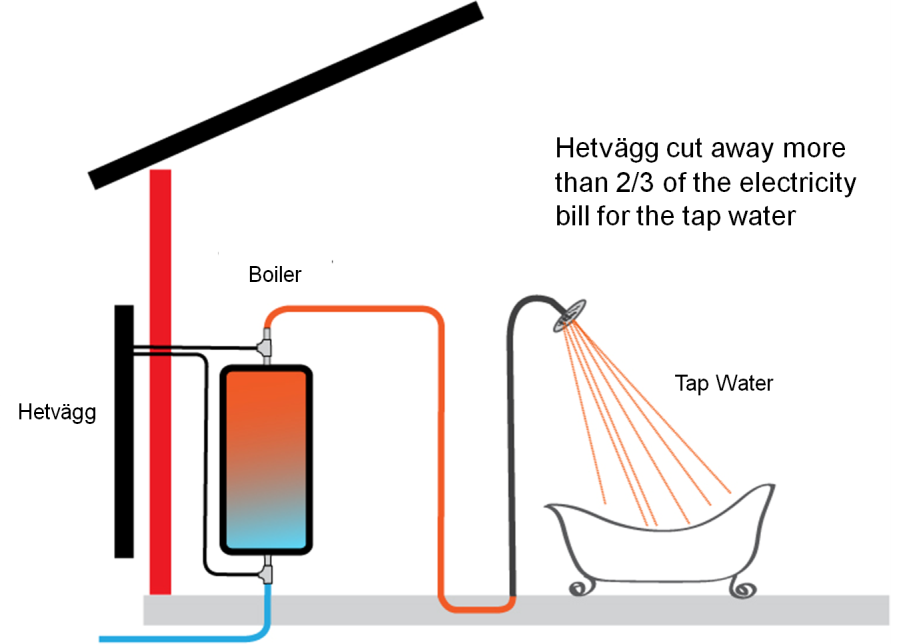 Hetvägg cut away more
than 2/3 of the electricity
bill for the tap water
Boiler
Tap Water
Hetvägg